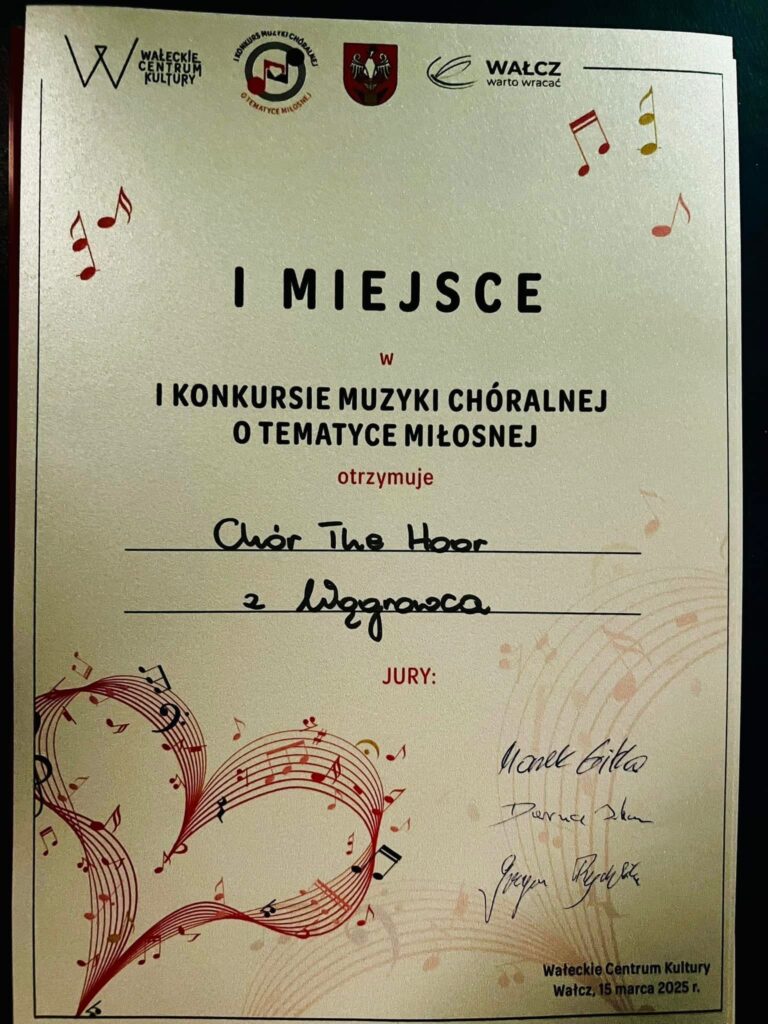 WAŁECKIE
CENTRUM
KULTURY
I KONKURS MUZYKI CHÓRALNEJ
O TEMATYCE MIŁOSNEJ
WAŁCZ
warto wracać
I MIEJSCE
w
I KONKURSIE MUZYKI CHÓRALNEJ
O TEMATYCE MIŁOSNEJ
otrzymuje
Chór The Hoor
z Wągrowca
JURY:
Marek
Wałeckie Centrum Kultury
Wałcz, 15 marca 2025 r.